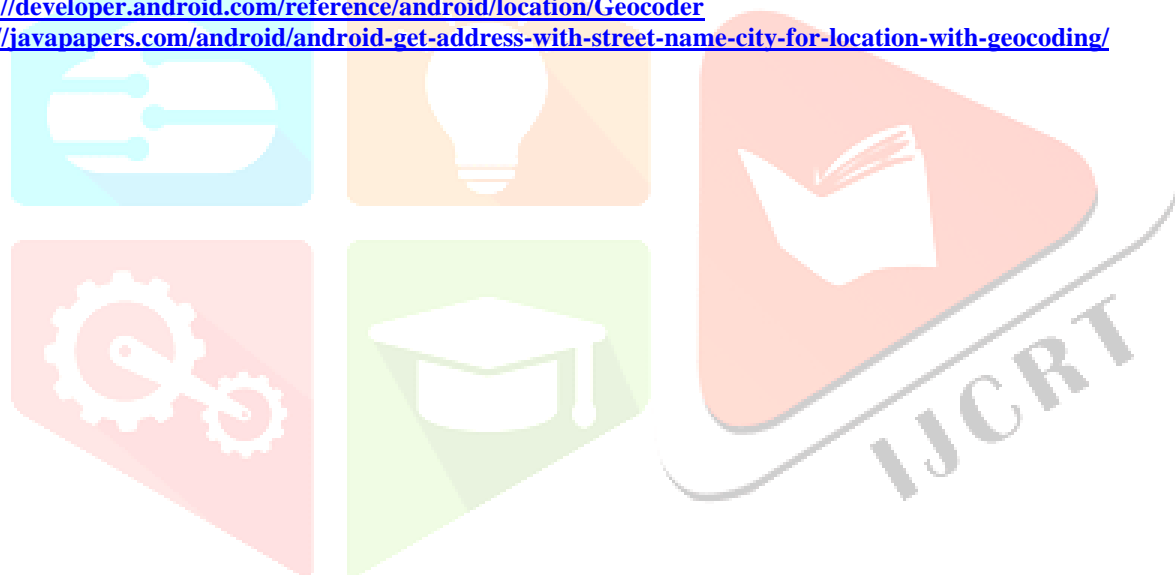 //developer.android.com/reference/android/location/Geocoder
//javapapers.com/android/android-get-address-with-street-name-city-for-location-with-geocoding/
IJCRT